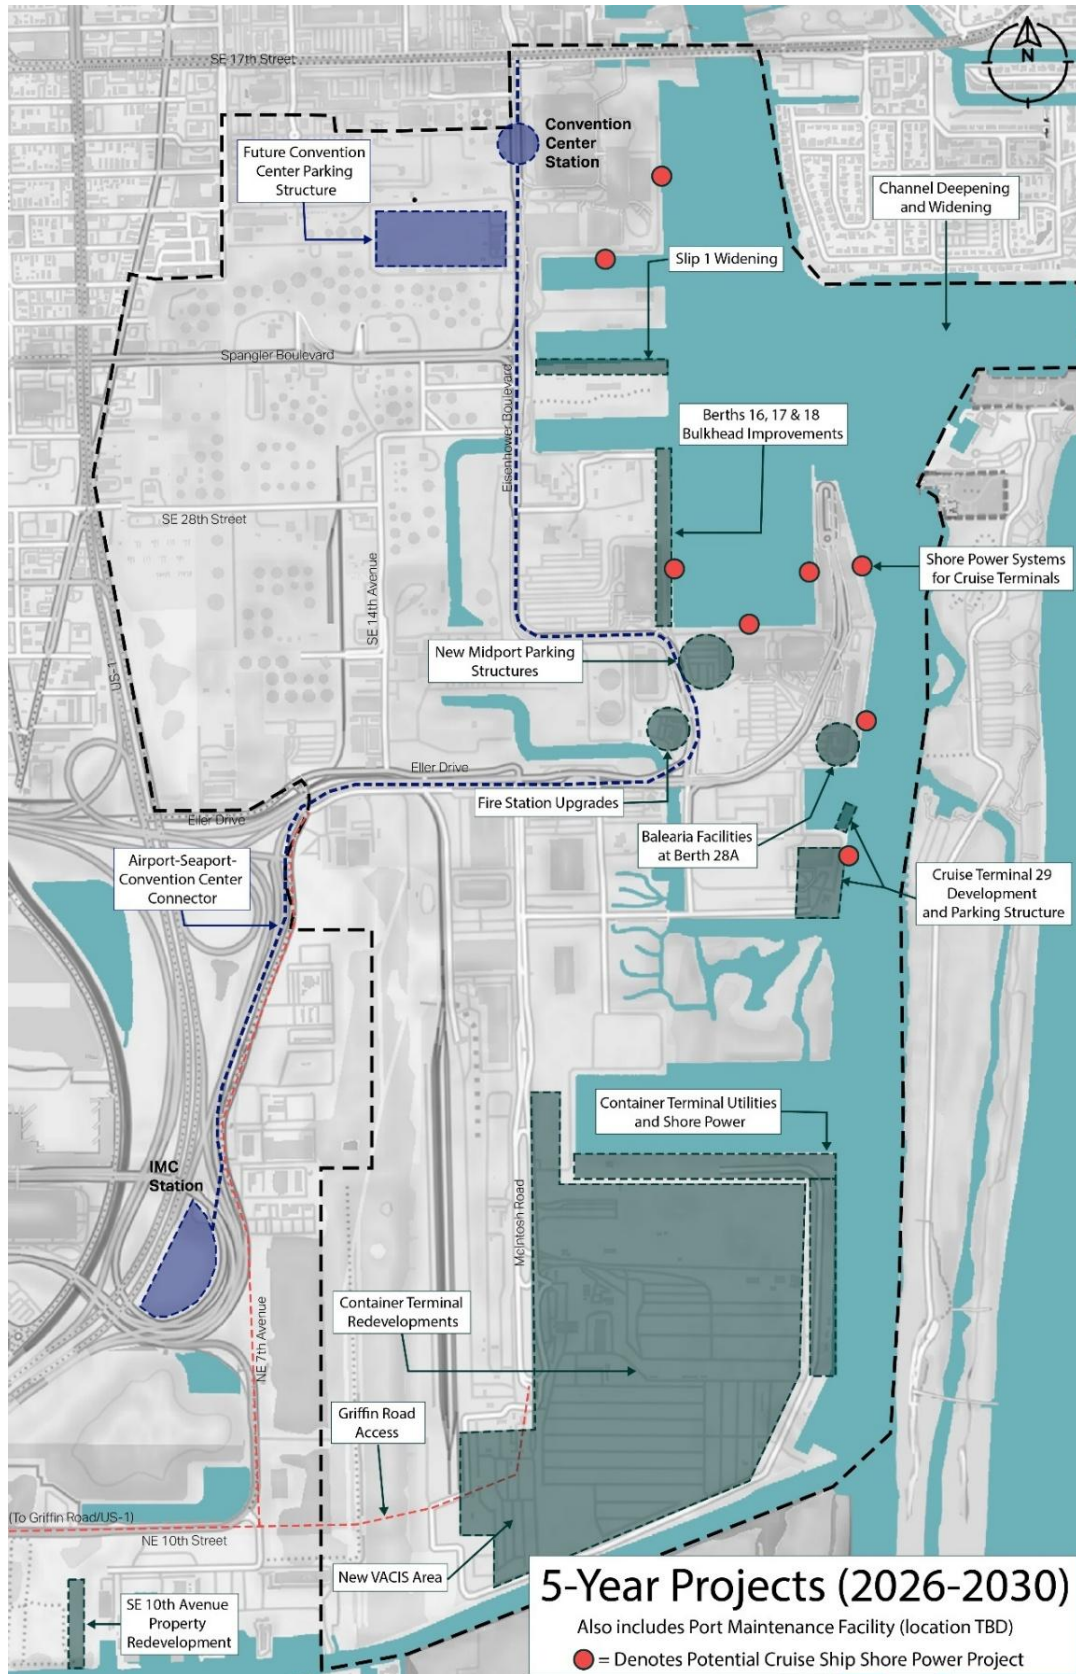 SE 17th Street
N
Convention
Center
Station
Future Convention
Center Parking
Structure
Channel Deepening
and Widening
Slip 1 Widening
Spangler Boulevard
Eisenhower Boulevard
Berths 16, 17 & 18
Bulkhead Improvements
SE 28th Street
SE 14th Avenue
Shore Power Systems
for Cruise Terminals
US-1
New Midport Parking
Structures
Eller Drive
Fire Station Upgrades
Eller Drive
Balearia Facilities
at Berth 28A
Airport-Seaport-
Convention Center
Connector
Cruise Terminal 29
Development
and Parking Structure
Container Terminal Utilities
and Shore Power
IMC
Station
McIntosh Road
Container Terminal
Redevelopments
NE 7th Avenue
Griffin Road
Access
(To Griffin Road/US-1)
NE 10th Street
New VACIS Area
SE 10th Avenue
Property
Redevelopment
5-Year Projects (2026-2030)
Also includes Port Maintenance Facility (location TBD)
= Denotes Potential Cruise Ship Shore Power Project